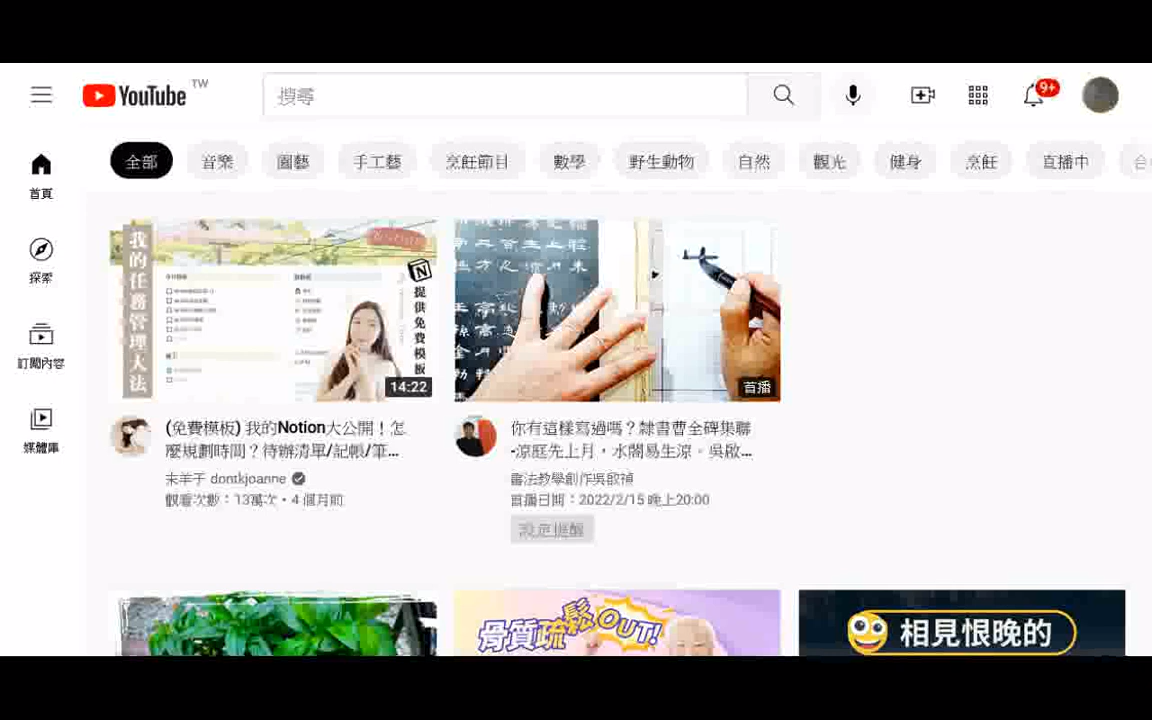 YouTube TW
搜尋
9+
全部 音樂 園藝 手工藝 烹飪節目 數學 野生動物 自然 觀光 健身 烹飪 直播中
首頁
探索
訂閱內容
媒體庫
我的任務管理大法
提供免費模板
14:22
首播
(免費模板) 我的Notion大公開！怎
麼規劃時間？待辦清單/記帳/筆...
未羊子 dontkjoanne
觀看次數：13萬次・4 個月前
你有這樣寫過嗎？隸書曹全碑集聯
-涼庭先上月，水閣易生涼。吳啟...
書法教學創作吳啟禎
首播日期：2022/2/15 晚上20:00
設定提醒
骨質疏鬆OUT!
相見恨晚的